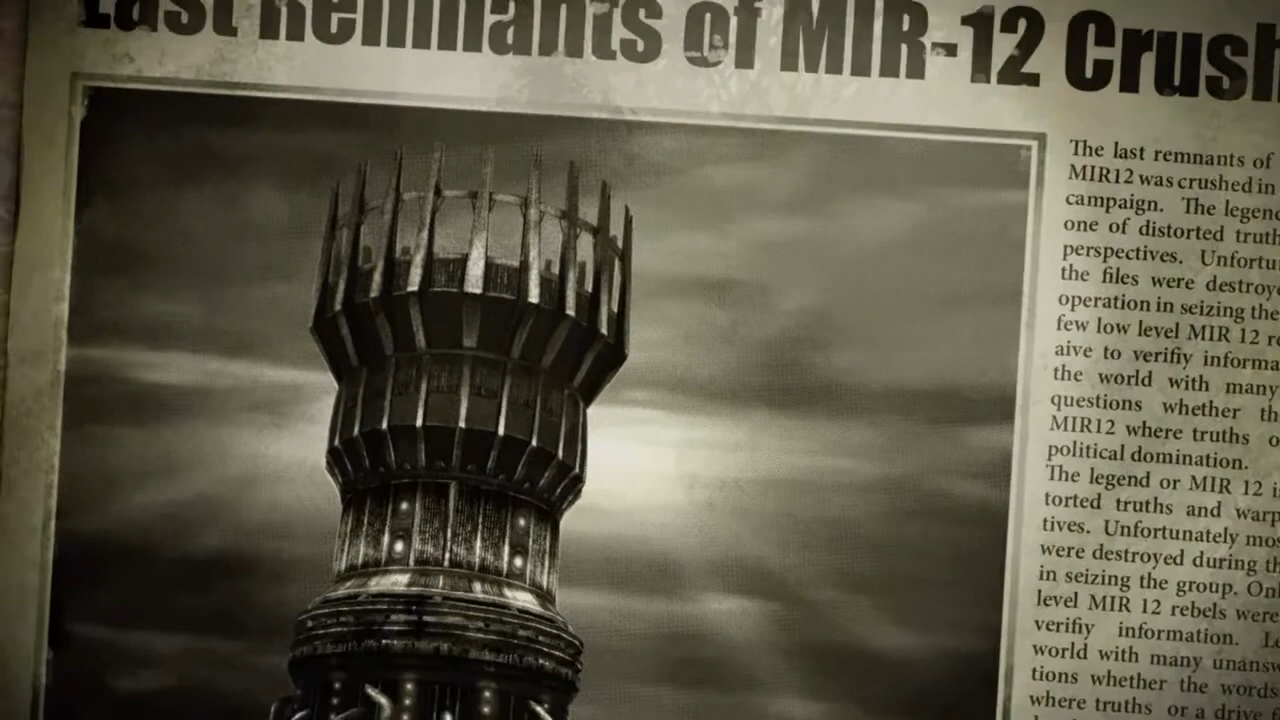 Last Remnants of MIR-12 Crush
The last remnants of
MIR12 was crushed in
campaign. The legend
one of distorted truth
perspectives. Unfortu
the files were destroye
operation in seizing the
few low level MIR 12 re
aive to verifiy informa
the world with many
questions whether th
MIR12 where truths o
political domination.
The legend or MIR 12 i
torted truths and warp
tives. Unfortunately mos
were destroyed during th
in seizing the group. Onl
level MIR 12 rebels were
verifiy information. Le
world with many unansw
tions whether the words
where truths or a drive f